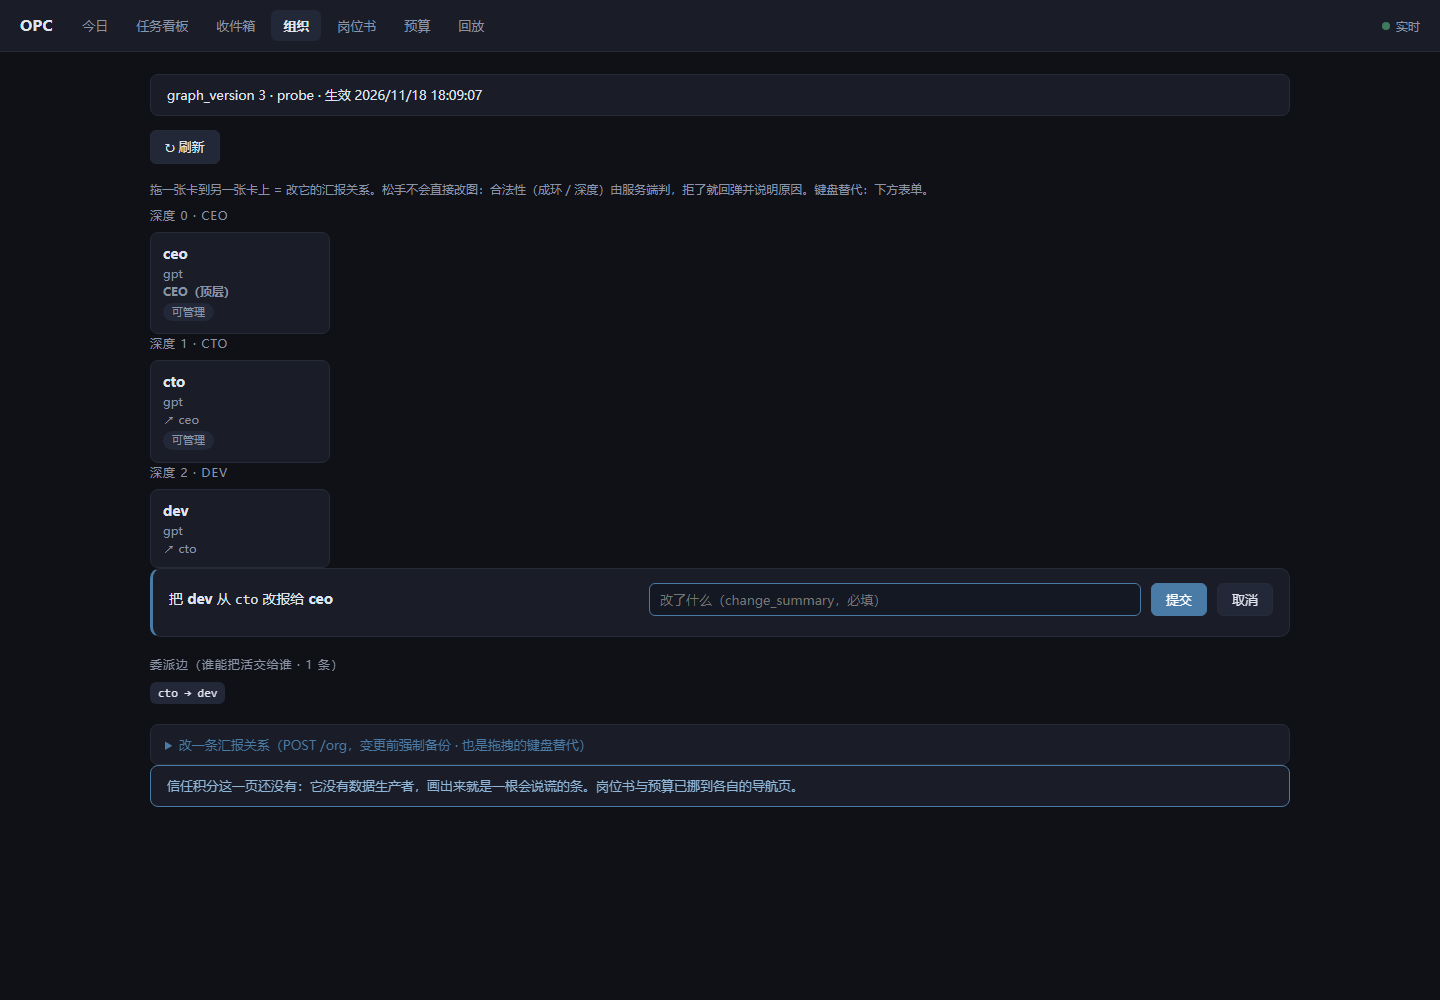 OPC 今日 任务看板 收件箱 组织 岗位书 预算 回放 实时
graph_version 3 · probe · 生效 2026/11/18 18:09:07
↻ 刷新
拖一张卡到另一张卡上 = 改它的汇报关系。松手不会直接改图：合法性（成环 / 深度）由服务端判，拒了就回弹并说明原因。键盘替代：下方表单。
深度 0 · CEO
ceo
gpt
CEO（顶层）
可管理
深度 1 · CTO
cto
gpt
↗ ceo
可管理
深度 2 · DEV
dev
gpt
↗ cto
把 dev 从 cto 改报给 ceo 改了什么（change_summary，必填） 提交 取消
委派边（谁能把活交给谁 · 1 条）
cto → dev
▶ 改一条汇报关系（POST /org，变更前强制备份 · 也是拖拽的键盘替代）
信任积分这一页还没有：它没有数据生产者，画出来就是一根会说谎的条。岗位书与预算已挪到各自的导航页。